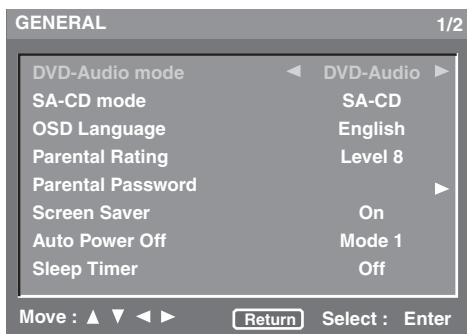 GENERAL 1/2
DVD-Audio mode ◄ DVD-Audio ►
SA-CD mode SA-CD
OSD Language English
Parental Rating Level 8
Parental Password ►
Screen Saver On
Auto Power Off Mode 1
Sleep Timer Off
Move : ▲ ▼ ◄ ► Return Select : Enter